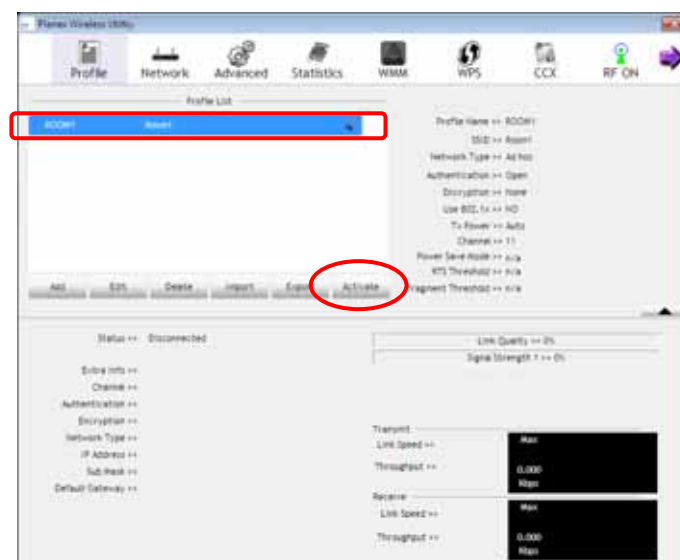 Planex Wireless Utility
Profile Network Advanced Statistics WMM WPS CCX RF ON
Profile List
ROOM1 Room1
Profile Name >> ROOM1
SSID >> Room1
Network Type >> Ad hoc
Authentication >> Open
Encryption >> None
Use 802.1x >> NO
Tx Power >> Auto
Channel >> 11
Power Save Mode >> n/a
RTS Threshold >> n/a
Fragment Threshold >> n/a
Add Edit Delete Import Export Activate
Status >> Disconnected
Extra Info >>
Channel >>
Authentication >>
Encryption >>
Network Type >>
IP Address >>
Sub Mask >>
Default Gateway >>
Link Quality >> 0%
Signal Strength 1 >> 0%
Transmit
Link Speed >>
Throughput >>
Max
0.000
Kbps
Receive
Link Speed >>
Throughput >>
Max
0.000
Kbps